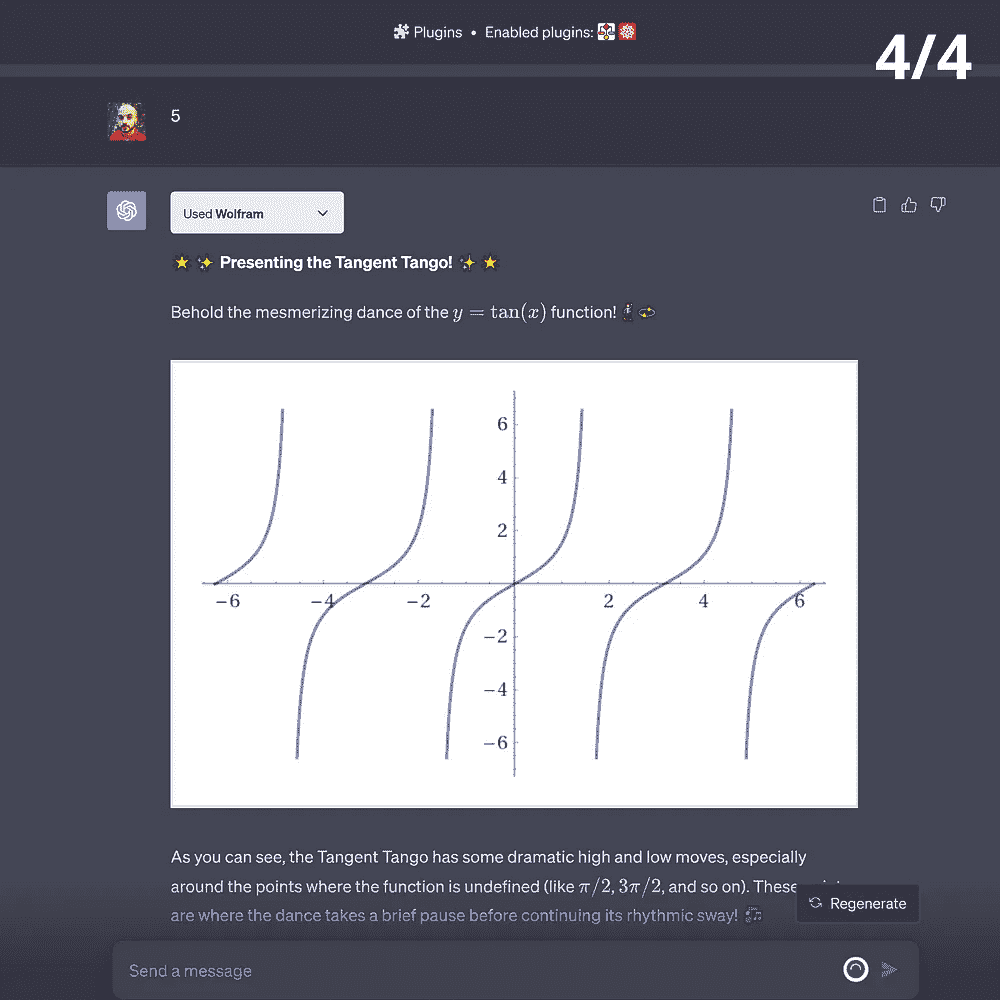 Plugins • Enabled plugins:
4/4
5
Used Wolfram
Presenting the Tangent Tango!
Behold the mesmerizing dance of the y = tan(x) function!
6
4
2
−6 −4 −2 2 4 6
−2
−4
−6
As you can see, the Tangent Tango has some dramatic high and low moves, especially
around the points where the function is undefined (like π/2, 3π/2, and so on). These
are where the dance takes a brief pause before continuing its rhythmic sway!
Regenerate
Send a message